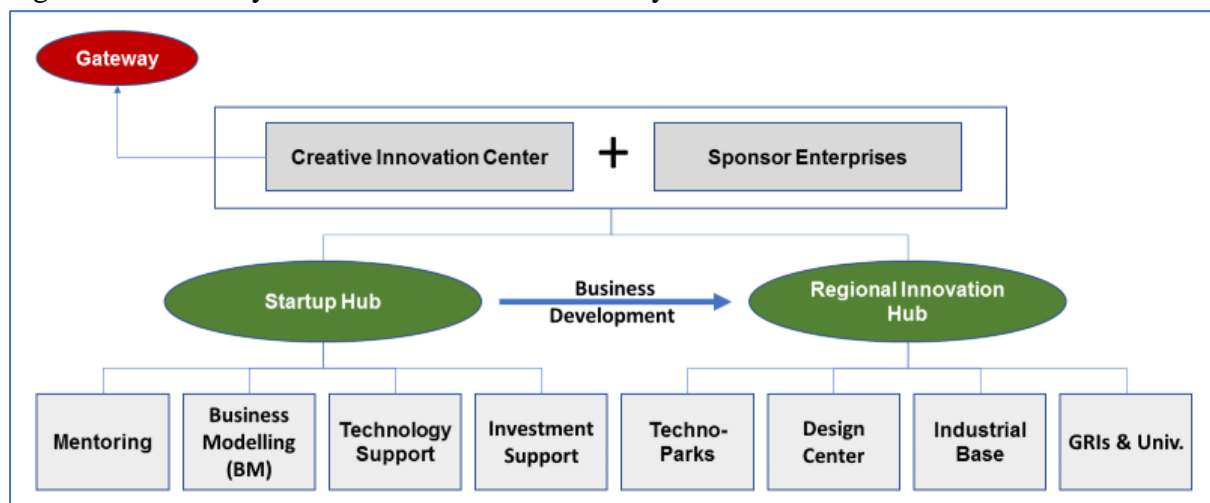 Gateway
Creative Innovation Center
+
Sponsor Enterprises
Startup Hub
Business
Development
Regional Innovation
Hub
Mentoring
Business
Modelling
(BM)
Technology
Support
Investment
Support
Techno-
Parks
Design
Center
Industrial
Base
GRIs & Univ.